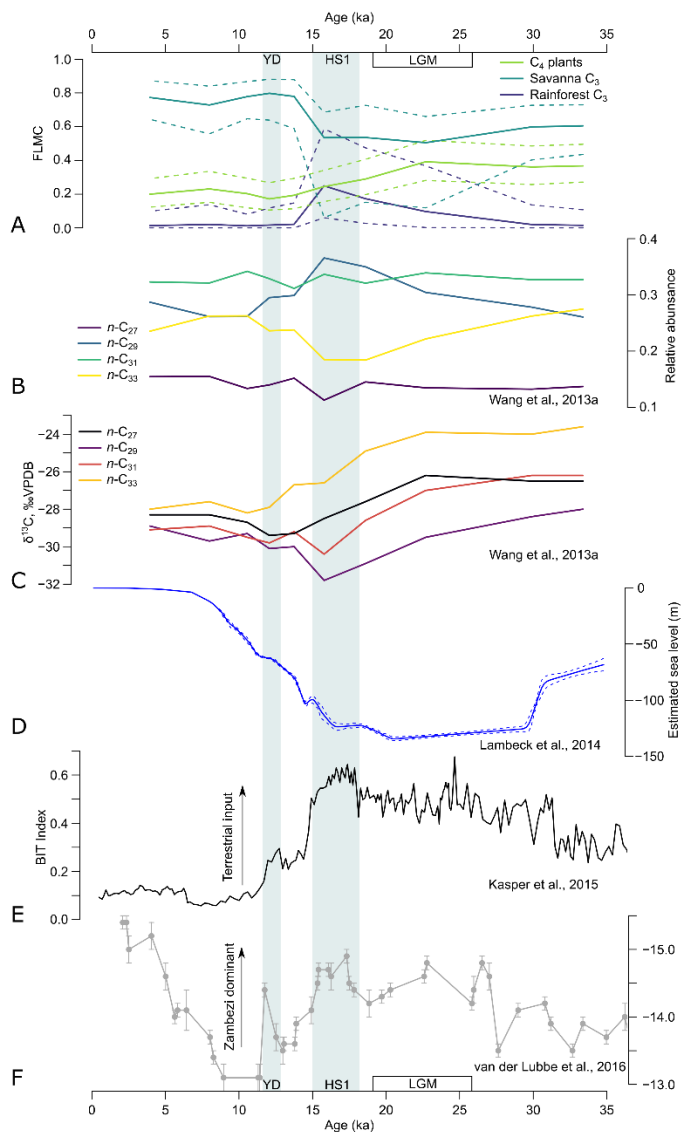 Age (ka)
0 5 10 15 20 25 30 35
YD HS1 LGM
C4 plants
Savanna C3
Rainforest C3
1.0
0.8
0.6
0.4
0.2
0.0
FLMC
A
0.4
0.3
0.2
0.1
Relative abunsance
n-C27
n-C29
n-C31
n-C33
Wang et al., 2013a
B
−24
−26
−28
−30
−32
δ13C, ‰VPDB
n-C27
n-C29
n-C31
n-C33
Wang et al., 2013a
C
0
−50
−100
−150
Estimated sea level (m)
Lambeck et al., 2014
D
0.6
0.4
0.2
0.0
BIT Index
Terrestrial input
Kasper et al., 2015
E
−15.0
−14.0
−13.0
Zambezi dominant
van der Lubbe et al., 2016
F
YD HS1 LGM
0 5 10 15 20 25 30 35
Age (ka)